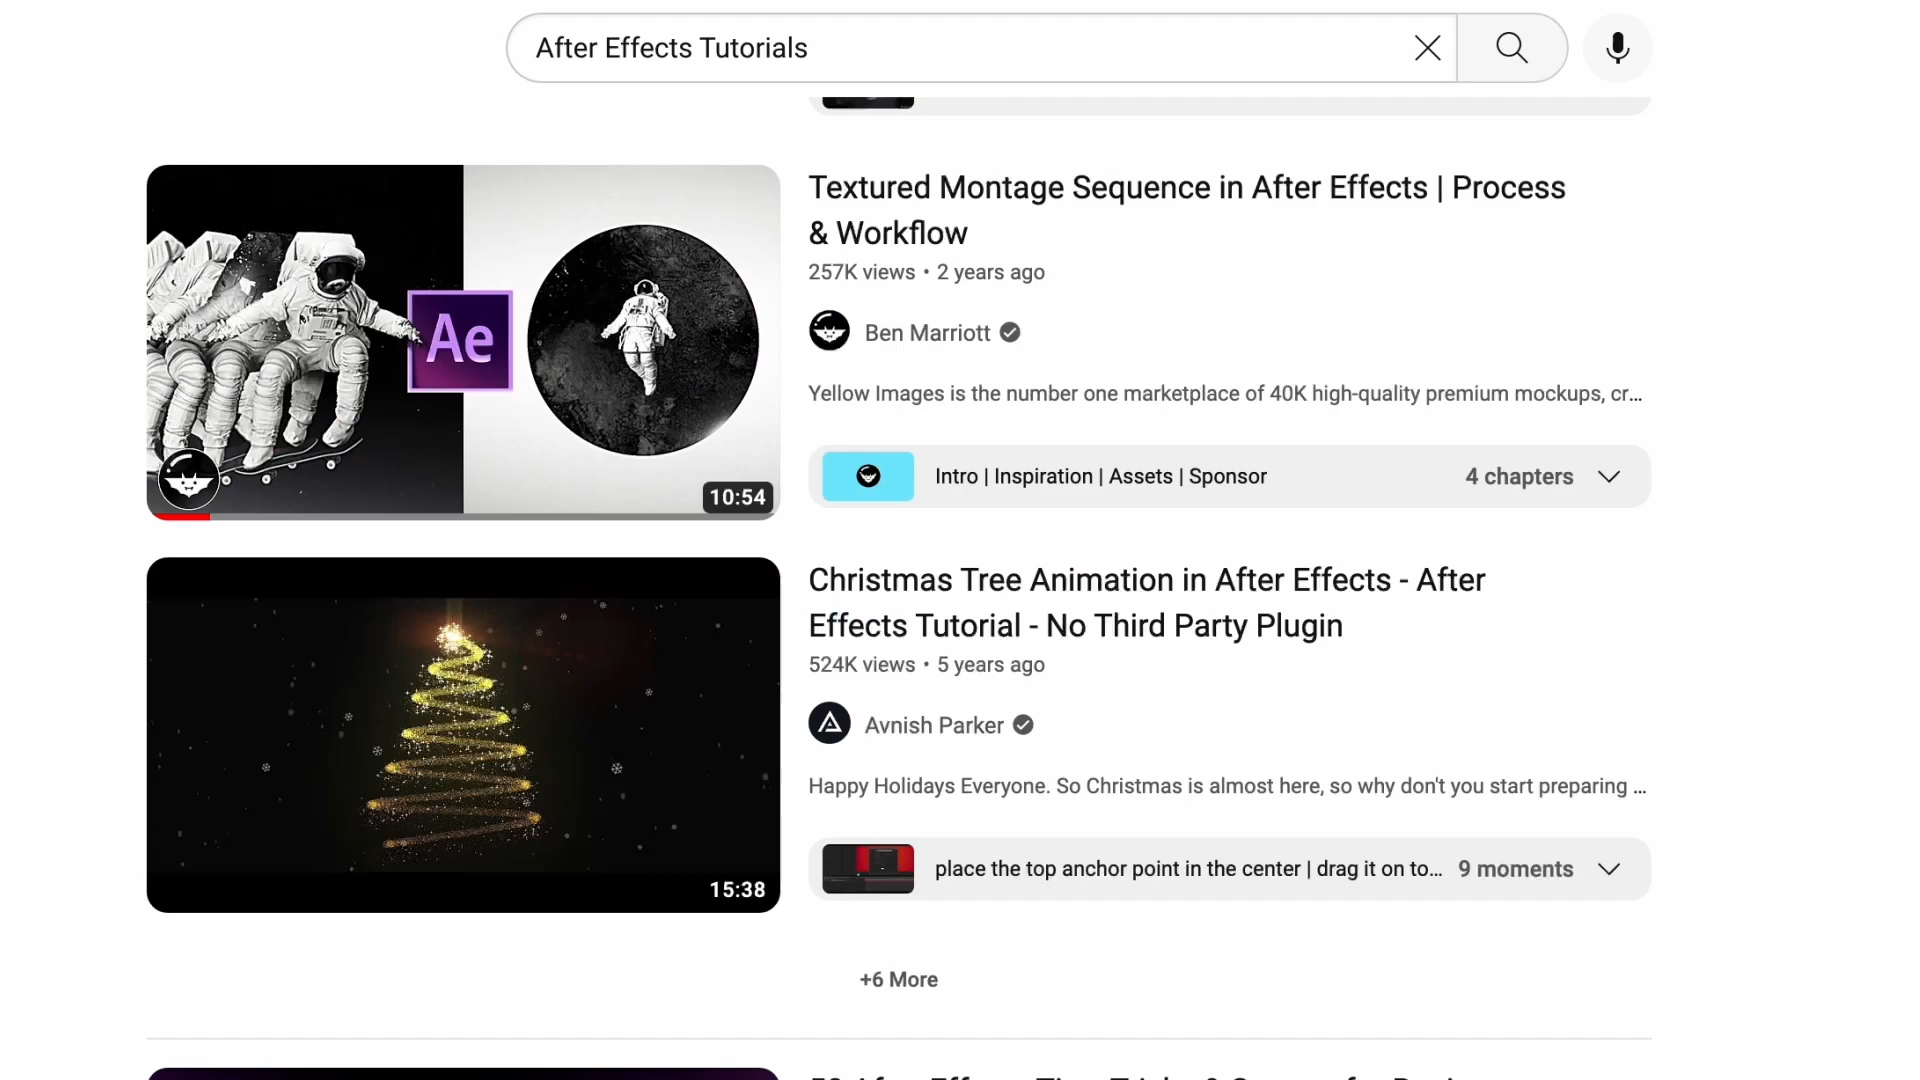 After Effects Tutorials
Textured Montage Sequence in After Effects | Process
& Workflow
257K views • 2 years ago
Ben Marriott
Yellow Images is the number one marketplace of 40K high-quality premium mockups, cr...
Ae
10:54
Intro | Inspiration | Assets | Sponsor
4 chapters
Christmas Tree Animation in After Effects - After
Effects Tutorial - No Third Party Plugin
524K views • 5 years ago
Avnish Parker
Happy Holidays Everyone. So Christmas is almost here, so why don't you start preparing ...
15:38
place the top anchor point in the center | drag it on to...
9 moments
+6 More